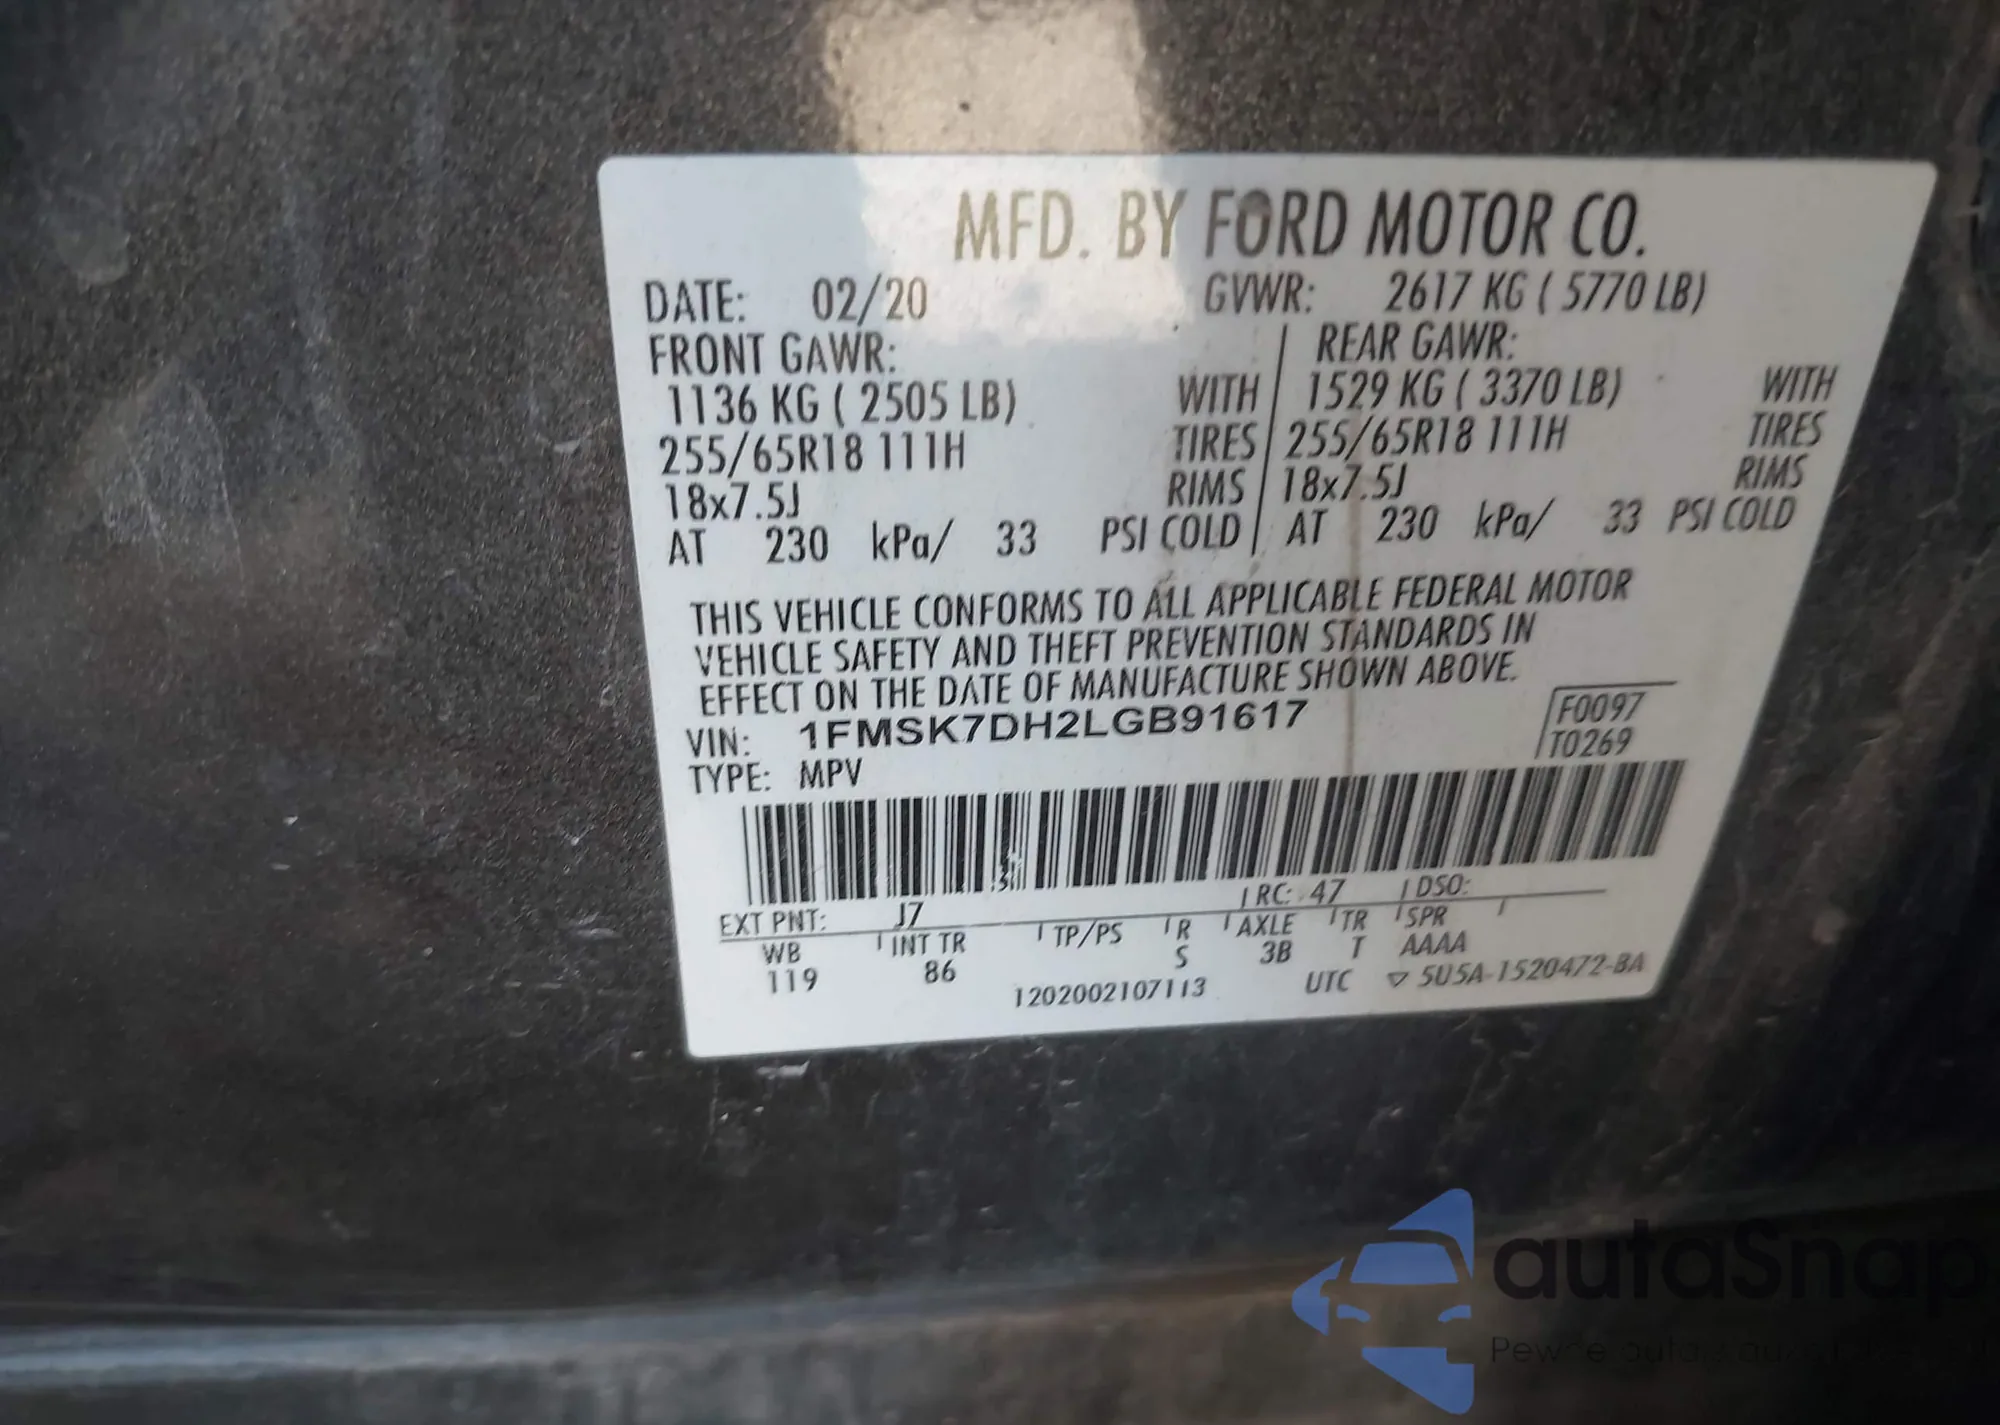 MFD. BY FORD MOTOR CO.
DATE: 02/20 GVWR: 2617 KG ( 5770 LB)
FRONT GAWR: REAR GAWR:
1136 KG ( 2505 LB) WITH 1529 KG ( 3370 LB) WITH
255/65R18 111H TIRES 255/65R18 111H TIRES
18x7.5J RIMS 18x7.5J RIMS
AT 230 kPa/ 33 PSI COLD AT 230 kPa/ 33 PSI COLD
THIS VEHICLE CONFORMS TO ALL APPLICABLE FEDERAL MOTOR
VEHICLE SAFETY AND THEFT PREVENTION STANDARDS IN
EFFECT ON THE DATE OF MANUFACTURE SHOWN ABOVE.
VIN: 1FMSK7DH2LGB91617 F0097
TYPE: MPV T0269
EXT PNT: J7 RC: 47 DSO:
WB INT TR TP/PS R AXLE TR SPR
119 86 S 3B T AAAA
1202002107113 UTC ▽ 5U5A-1520472-BA
autaSnap
Pewne auta